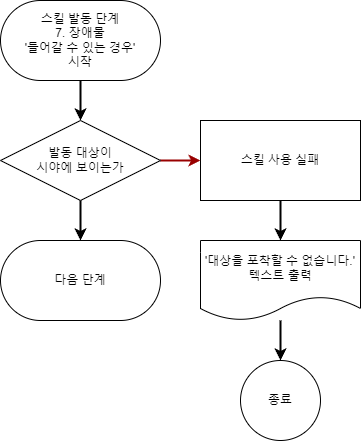 스킬 발동 단계
7. 장애물
'들어갈 수 있는 경우'
시작
발동 대상이
시야에 보이는가
스킬 사용 실패
다음 단계
'대상을 포착할 수 없습니다.'
텍스트 출력
종료